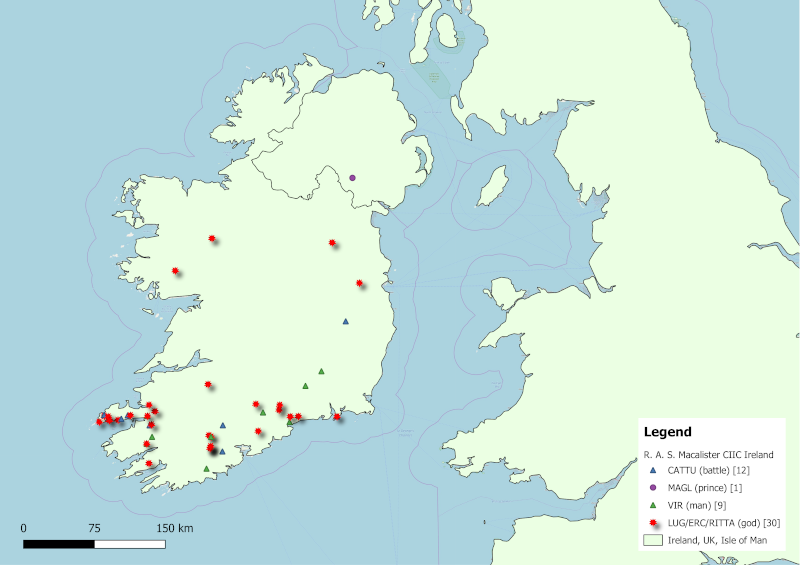 Legend
R. A. S. Macalister CIIC Ireland
CATTU (battle) [12]
MAGL (prince) [1]
VIR (man) [9]
LUG/ERC/RITTA (god) [30]
Ireland, UK, Isle of Man
0 75 150 km